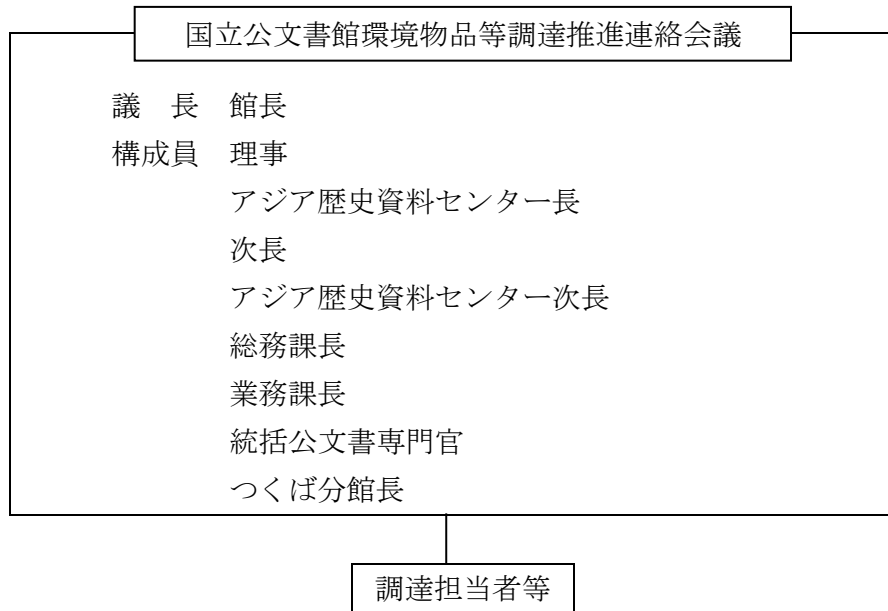 国立公文書館環境物品等調達推進連絡会議
議　長　館長
構成員　理事
アジア歴史資料センター長
次長
アジア歴史資料センター次長
総務課長
業務課長
統括公文書専門官
つくば分館長
調達担当者等